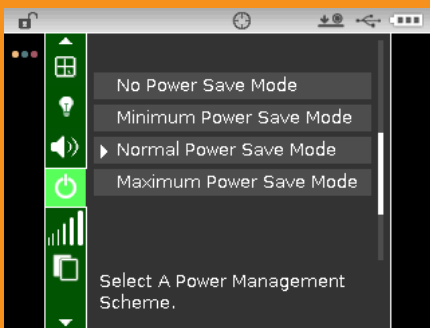 No Power Save Mode
Minimum Power Save Mode
Normal Power Save Mode
Maximum Power Save Mode
Select A Power Management
Scheme.